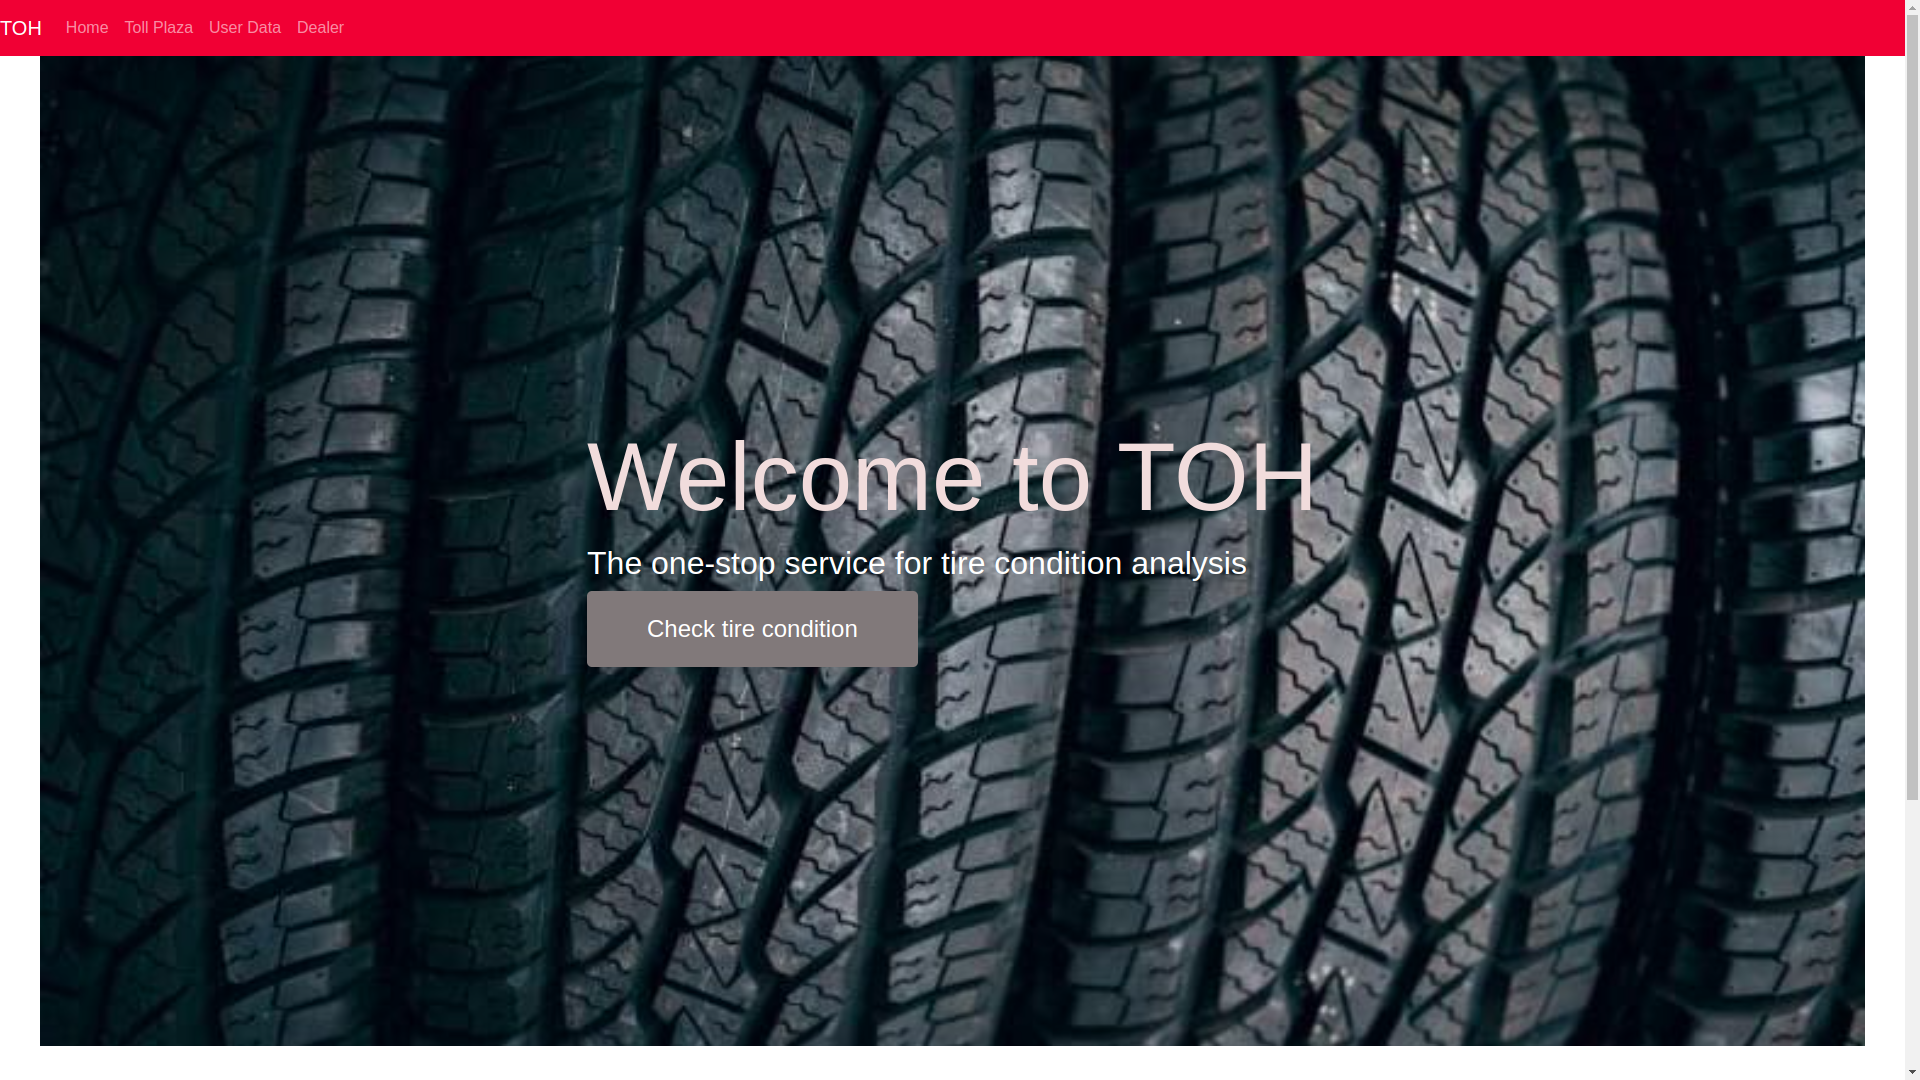 TOH Home Toll Plaza User Data Dealer
Welcome to TOH
The one-stop service for tire condition analysis
Check tire condition